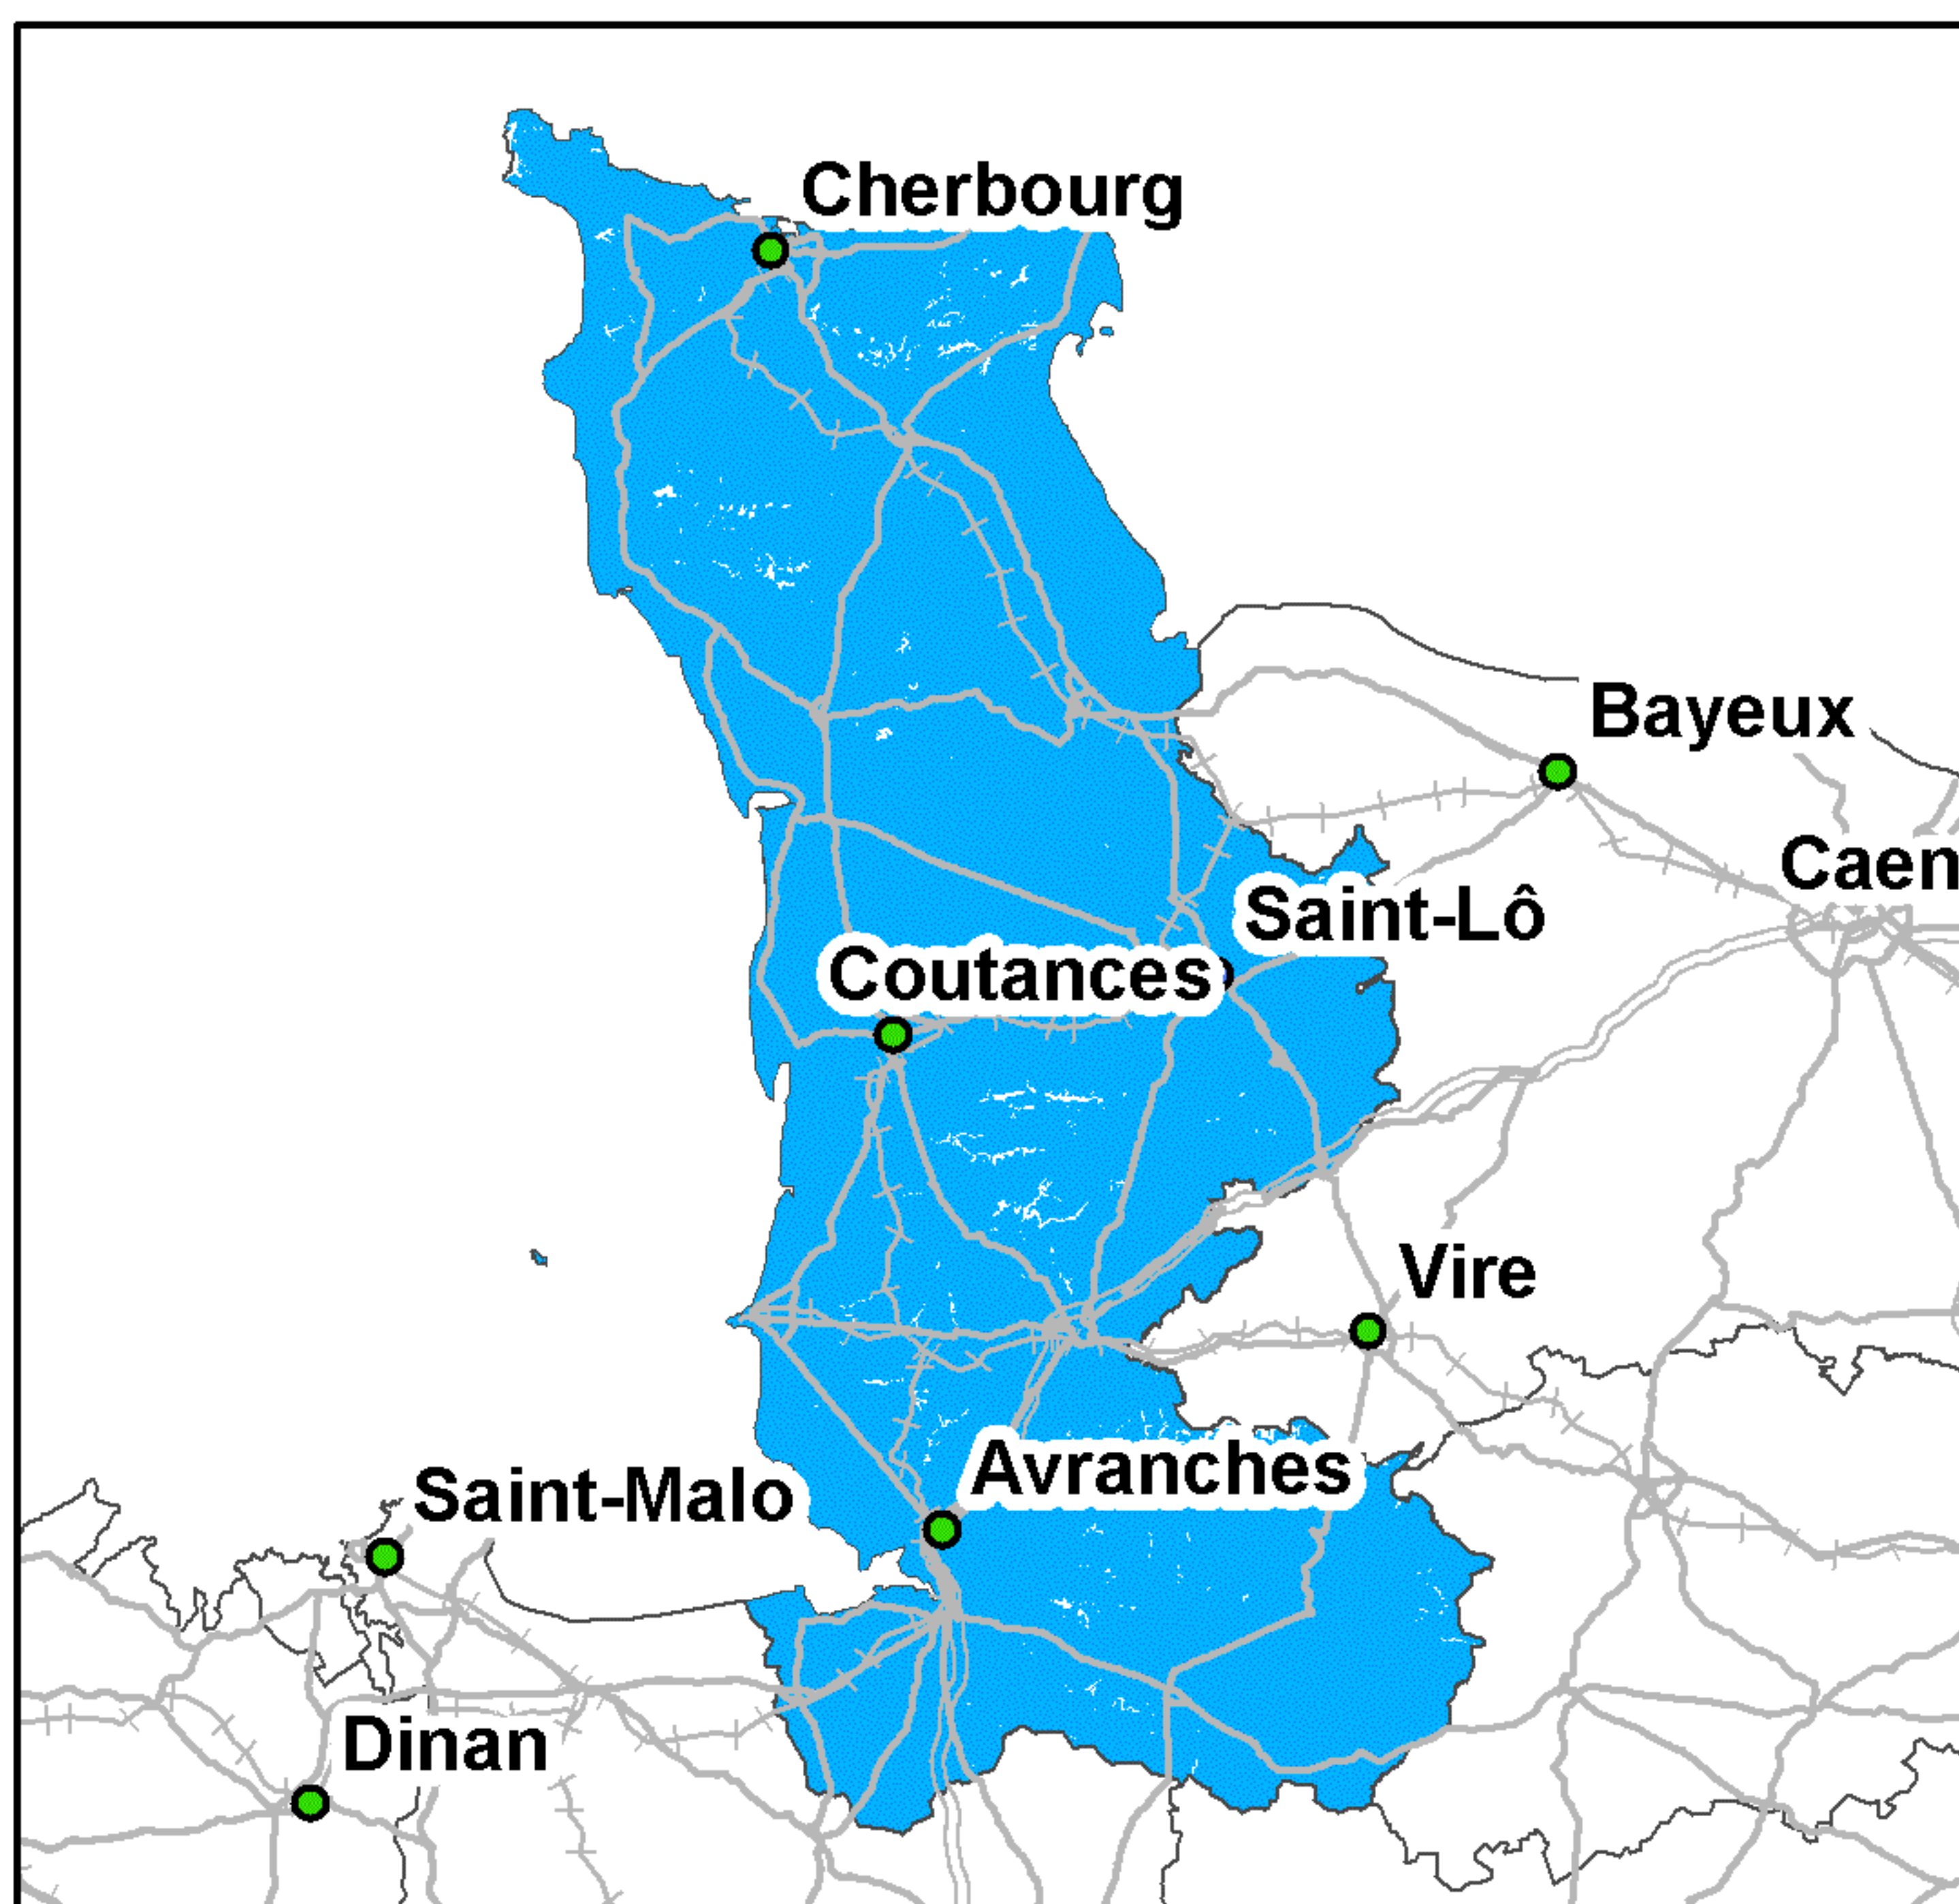 Cherbourg
Bayeux
Caen
Saint-Lô
Coutances
Vire
Avranches
Saint-Malo
Dinan